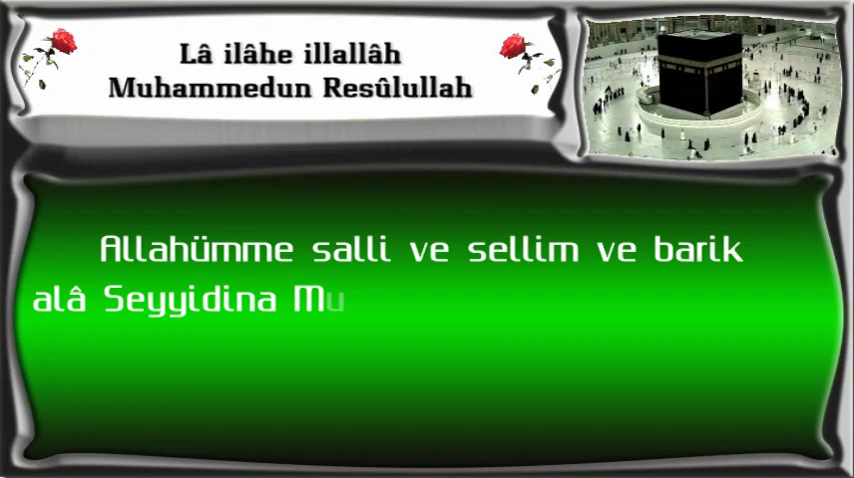 Lâ ilâhe illallâh
Muhammedun Resûlullah
Allahümme salli ve sellim ve barik
alâ Seyyidina Mu